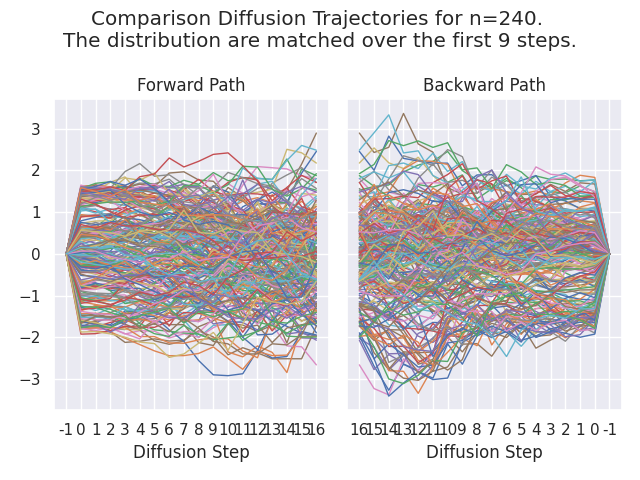 Comparison Diffusion Trajectories for n=240.
The distribution are matched over the first 9 steps.
Forward Path
Backward Path
3
2
1
0
−1
−2
−3
-1 0 1 2 3 4 5 6 7 8 9 10 11 12 13 14 15 16
16 15 14 13 12 11 10 9 8 7 6 5 4 3 2 1 0 -1
Diffusion Step
Diffusion Step